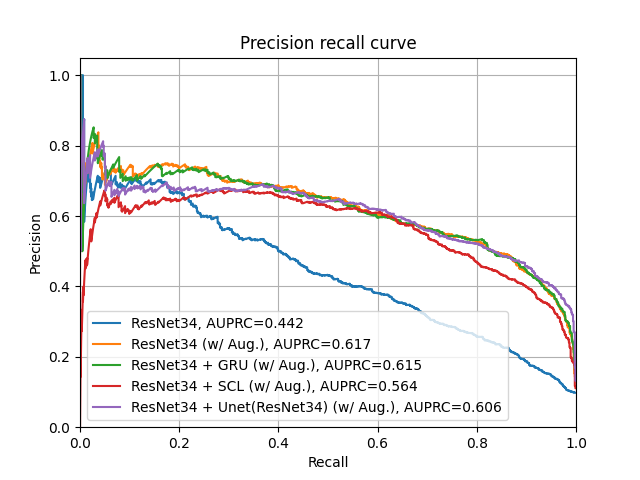 Precision recall curve
1.0
0.8
0.6
0.4
0.2
0.0
Precision
ResNet34, AUPRC=0.442
ResNet34 (w/ Aug.), AUPRC=0.617
ResNet34 + GRU (w/ Aug.), AUPRC=0.615
ResNet34 + SCL (w/ Aug.), AUPRC=0.564
ResNet34 + Unet(ResNet34) (w/ Aug.), AUPRC=0.606
0.0 0.2 0.4 0.6 0.8 1.0
Recall